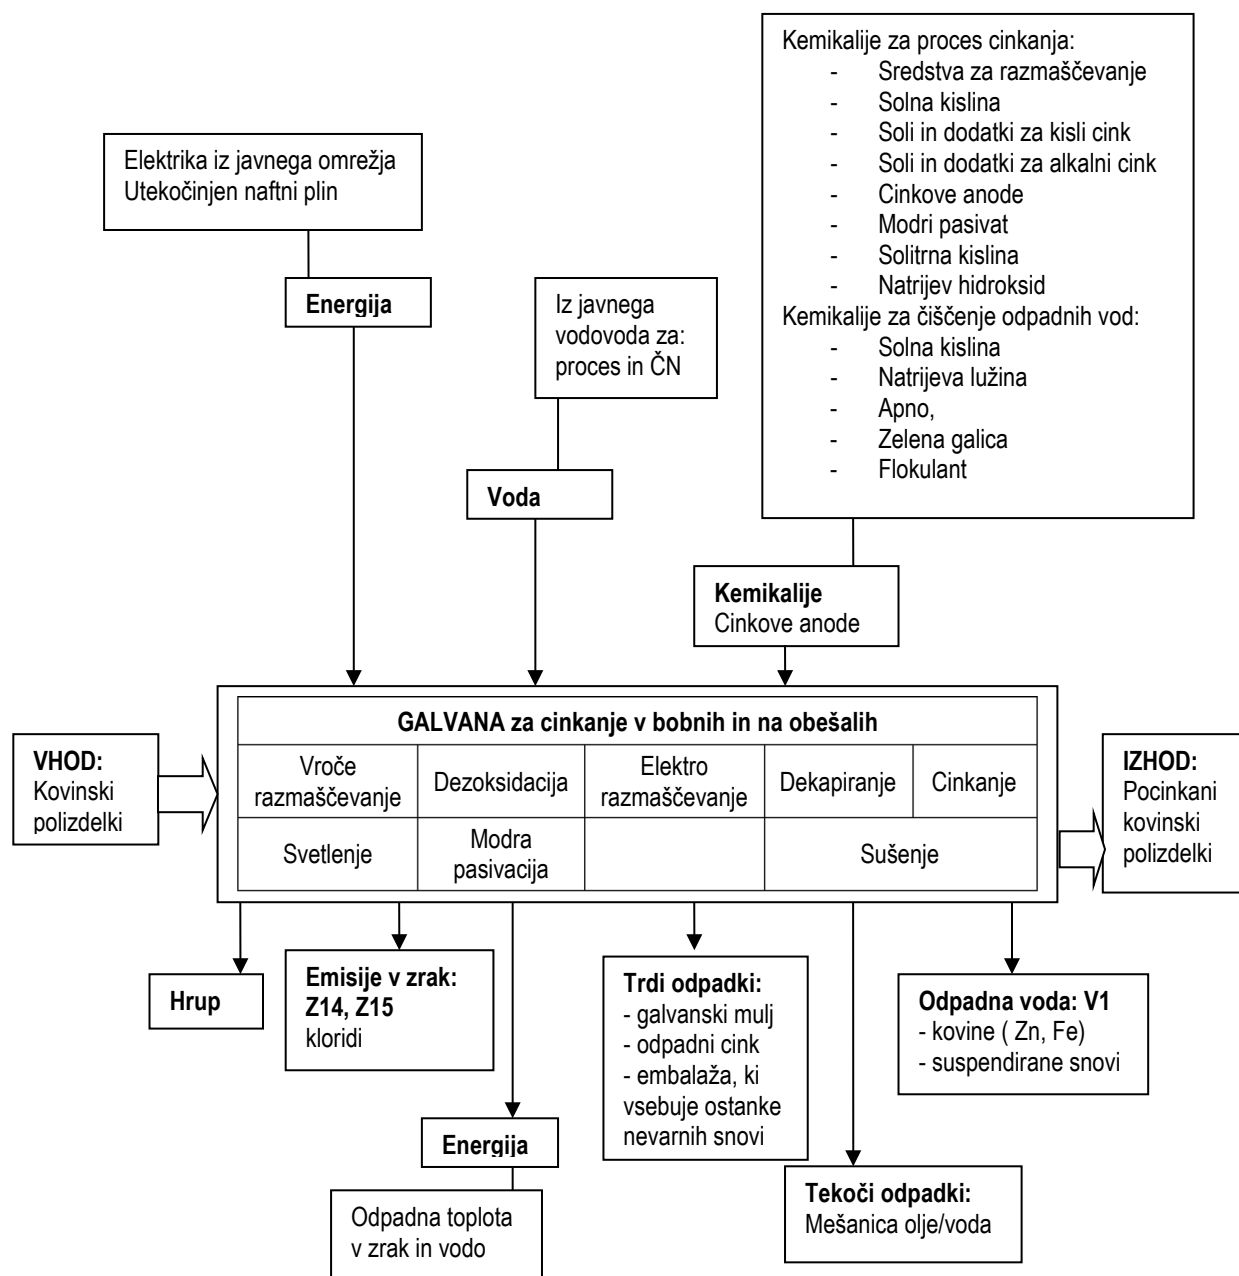 Kemikalije za proces cinkanja:
- Sredstva za razmaščevanje
- Solna kislina
- Soli in dodatki za kisli cink
- Soli in dodatki za alkalni cink
- Cinkove anode
- Modri pasivat
- Solitrna kislina
- Natrijev hidroksid
Kemikalije za čiščenje odpadnih vod:
- Solna kislina
- Natrijeva lužina
- Apno,
- Zelena galica
- Flokulant
Elektrika iz javnega omrežja
Utekočinjen naftni plin
Energija
Iz javnega
vodovoda za:
proces in ČN
Voda
Kemikalije
Cinkove anode
GALVANA za cinkanje v bobnih in na obešalih
VHOD:
Kovinski
polizdelki
Vroče
razmaščevanje
Dezoksidacija
Elektro
razmaščevanje
Dekapiranje
Cinkanje
Svetlenje
Modra
pasivacija
Sušenje
IZHOD:
Pocinkani
kovinski
polizdelki
Hrup
Emisije v zrak:
Z14, Z15
kloridi
Energija
Odpadna toplota
v zrak in vodo
Trdi odpadki:
- galvanski mulj
- odpadni cink
- embalaža, ki
vsebuje ostanke
nevarnih snovi
Tekoči odpadki:
Mešanica olje/voda
Odpadna voda: V1
- kovine ( Zn, Fe)
- suspendirane snovi